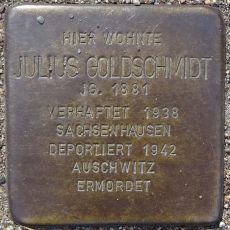 HIER WOHNTE
JULIUS GOLDSCHMIDT
JG. 1881
VERHAFTET 1938
SACHSENHAUSEN
DEPORTIERT 1942
AUSCHWITZ
ERMORDET